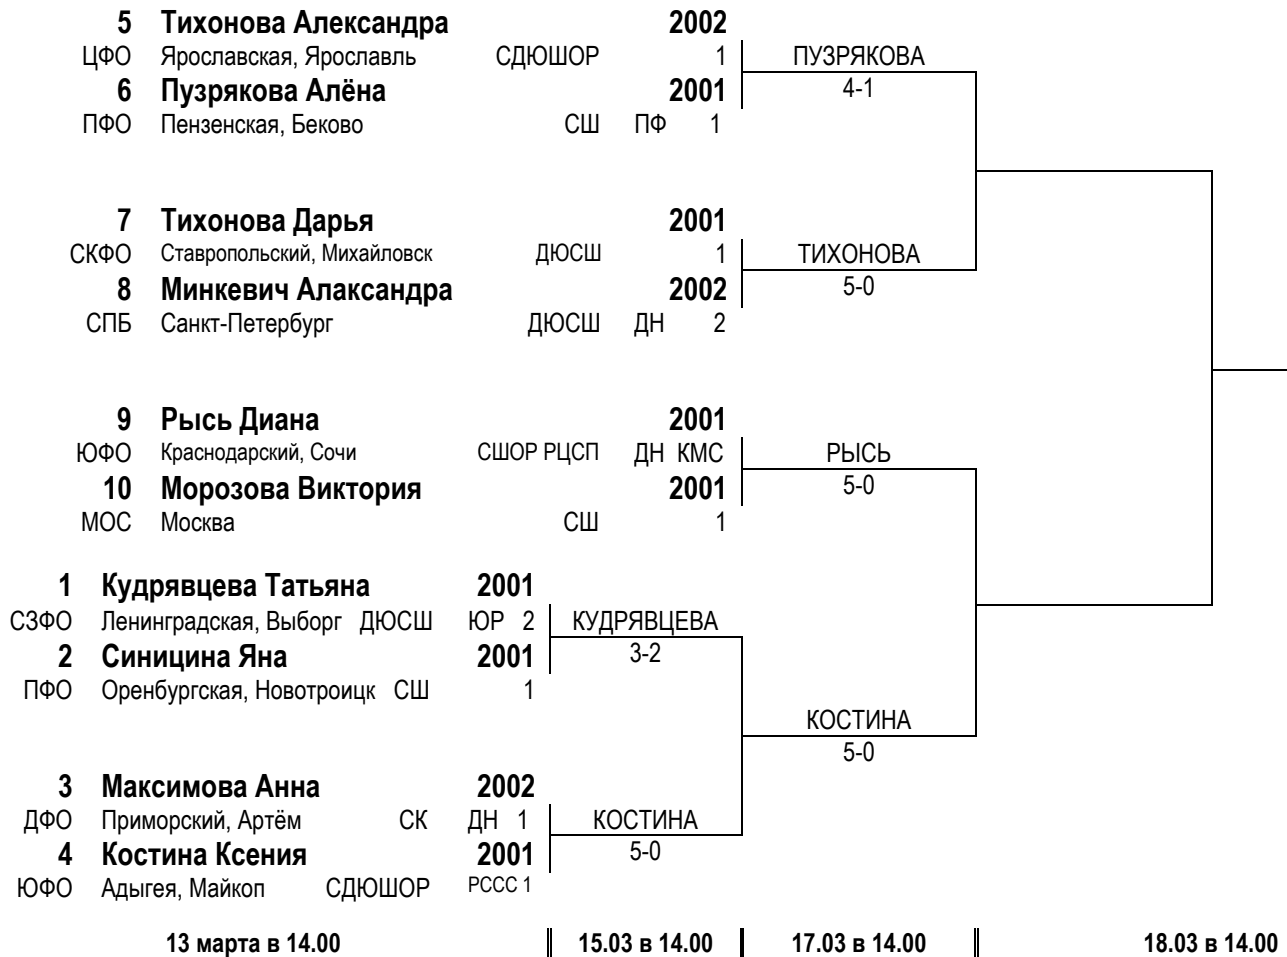 5 Тихонова Александра 2002
ЦФО Ярославская, Ярославль СДЮШОР 1 ПУЗРЯКОВА
6 Пузрякова Алёна 2001 4-1
ПФО Пензенская, Беково СШ ПФ 1
7 Тихонова Дарья 2001
СКФО Ставропольский, Михайловск ДЮСШ 1 ТИХОНОВА
8 Минкевич Алаксандра 2002 5-0
СПБ Санкт-Петербург ДЮСШ ДН 2
9 Рысь Диана 2001
ЮФО Краснодарский, Сочи СШОР РЦСП ДН КМС РЫСЬ
10 Морозова Виктория 2001 5-0
МОС Москва СШ 1
1 Кудрявцева Татьяна 2001
СЗФО Ленинградская, Выборг ДЮСШ ЮР 2 КУДРЯВЦЕВА
2 Синицина Яна 2001 3-2
ПФО Оренбургская, Новотроицк СШ 1
КОСТИНА
5-0
3 Максимова Анна 2002
ДФО Приморский, Артём СК ДН 1 КОСТИНА
4 Костина Ксения 2001 5-0
ЮФО Адыгея, Майкоп СДЮШОР РССС 1
13 марта в 14.00 15.03 в 14.00 17.03 в 14.00 18.03 в 14.00